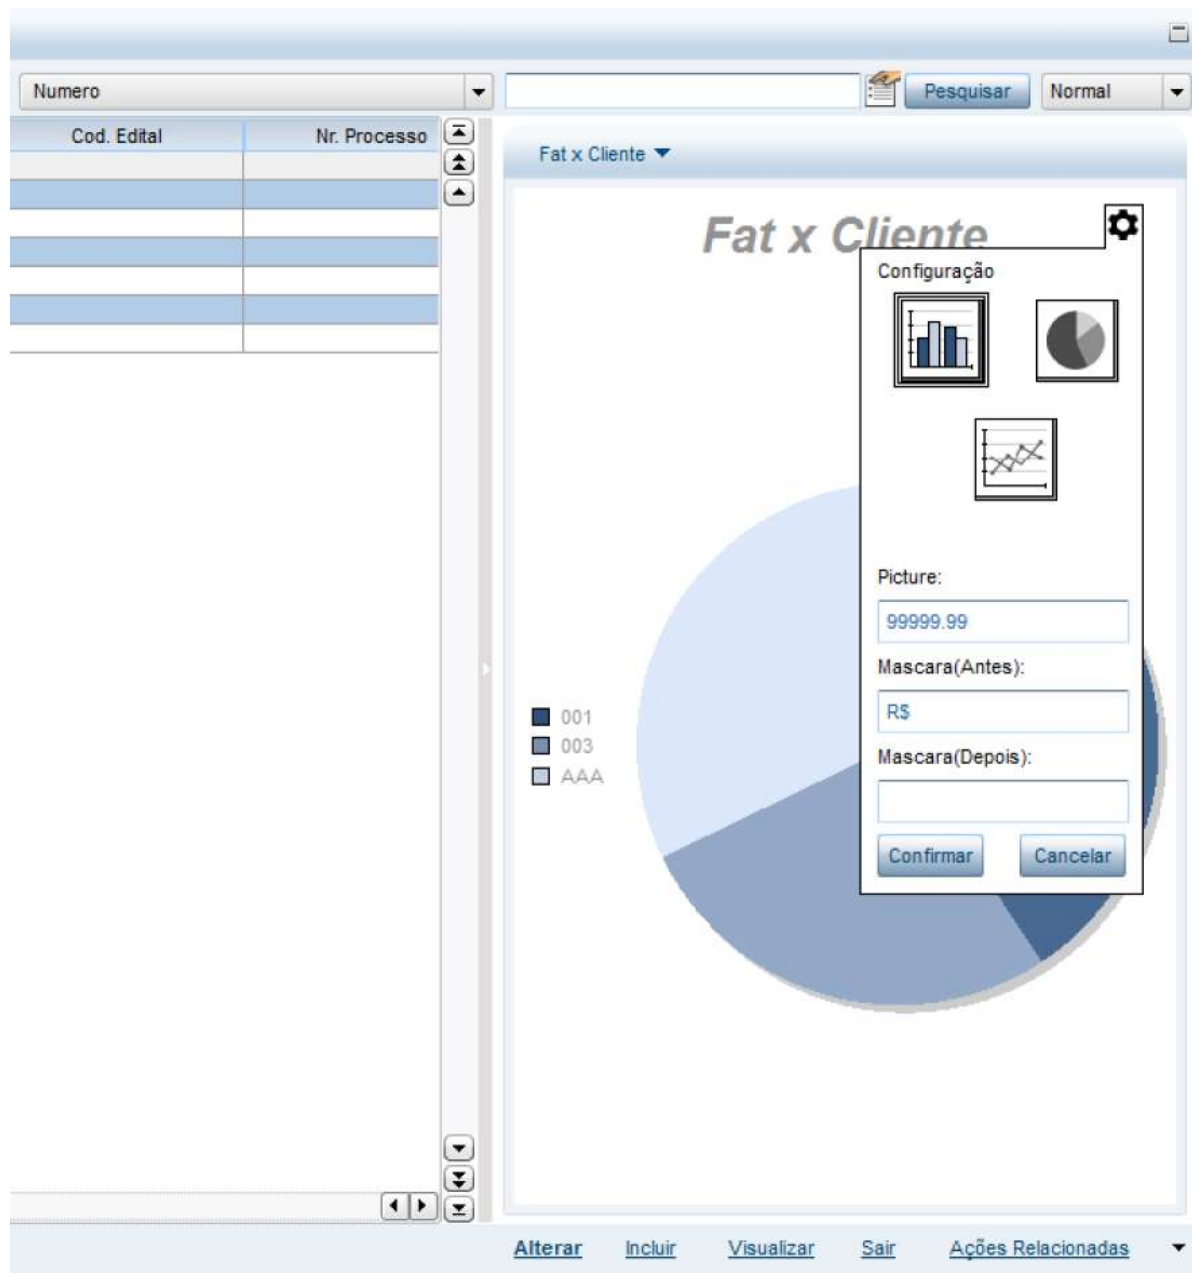 Numero
Pesquisar
Normal
Cod. Edital
Nr. Processo
Fat x Cliente
Fat x Cliente
Configuração
Picture:
99999.99
Mascara(Antes):
R$
Mascara(Depois):
Confirmar
Cancelar
001
003
AAA
Alterar
Incluir
Visualizar
Sair
Ações Relacionadas